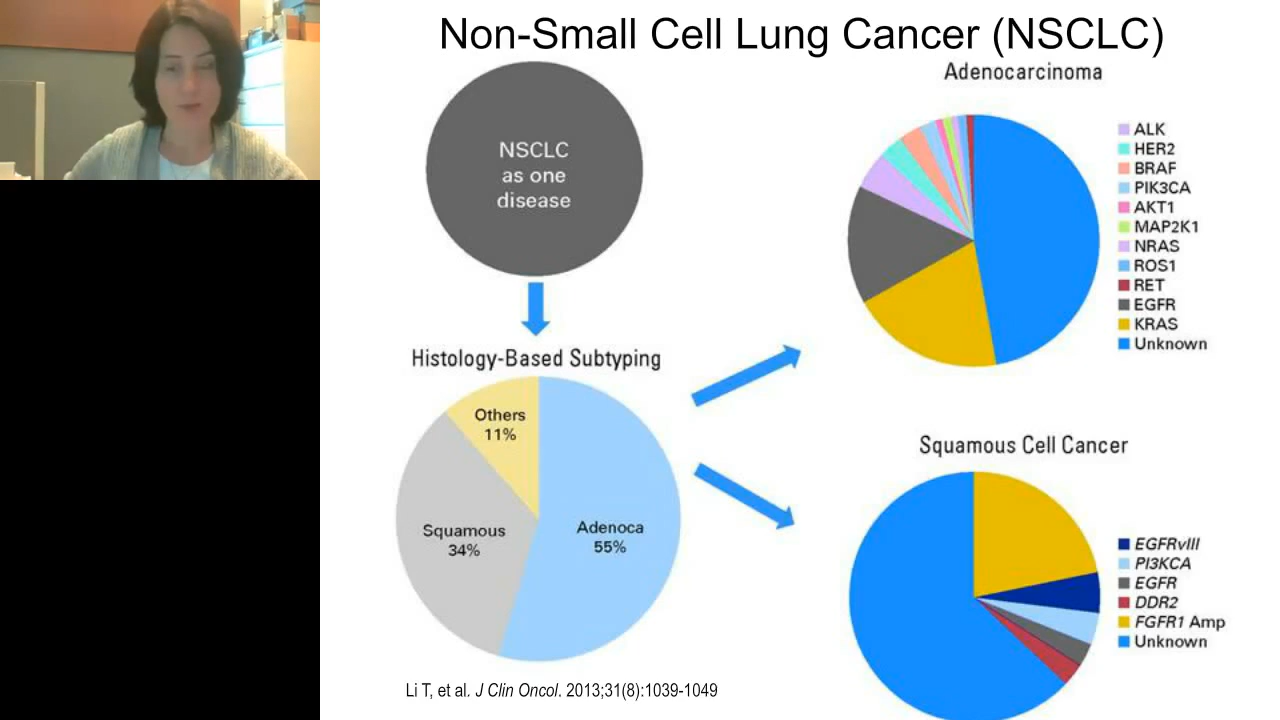 Non-Small Cell Lung Cancer (NSCLC)
NSCLC
as one
disease
Histology-Based Subtyping
Others
11%
Squamous
34%
Adenoca
55%
Adenocarcinoma
ALK
HER2
BRAF
PIK3CA
AKT1
MAP2K1
NRAS
ROS1
RET
EGFR
KRAS
Unknown
Squamous Cell Cancer
EGFRvIII
PI3KCA
EGFR
DDR2
FGFR1 Amp
Unknown
Li T, et al. J Clin Oncol. 2013;31(8):1039-1049